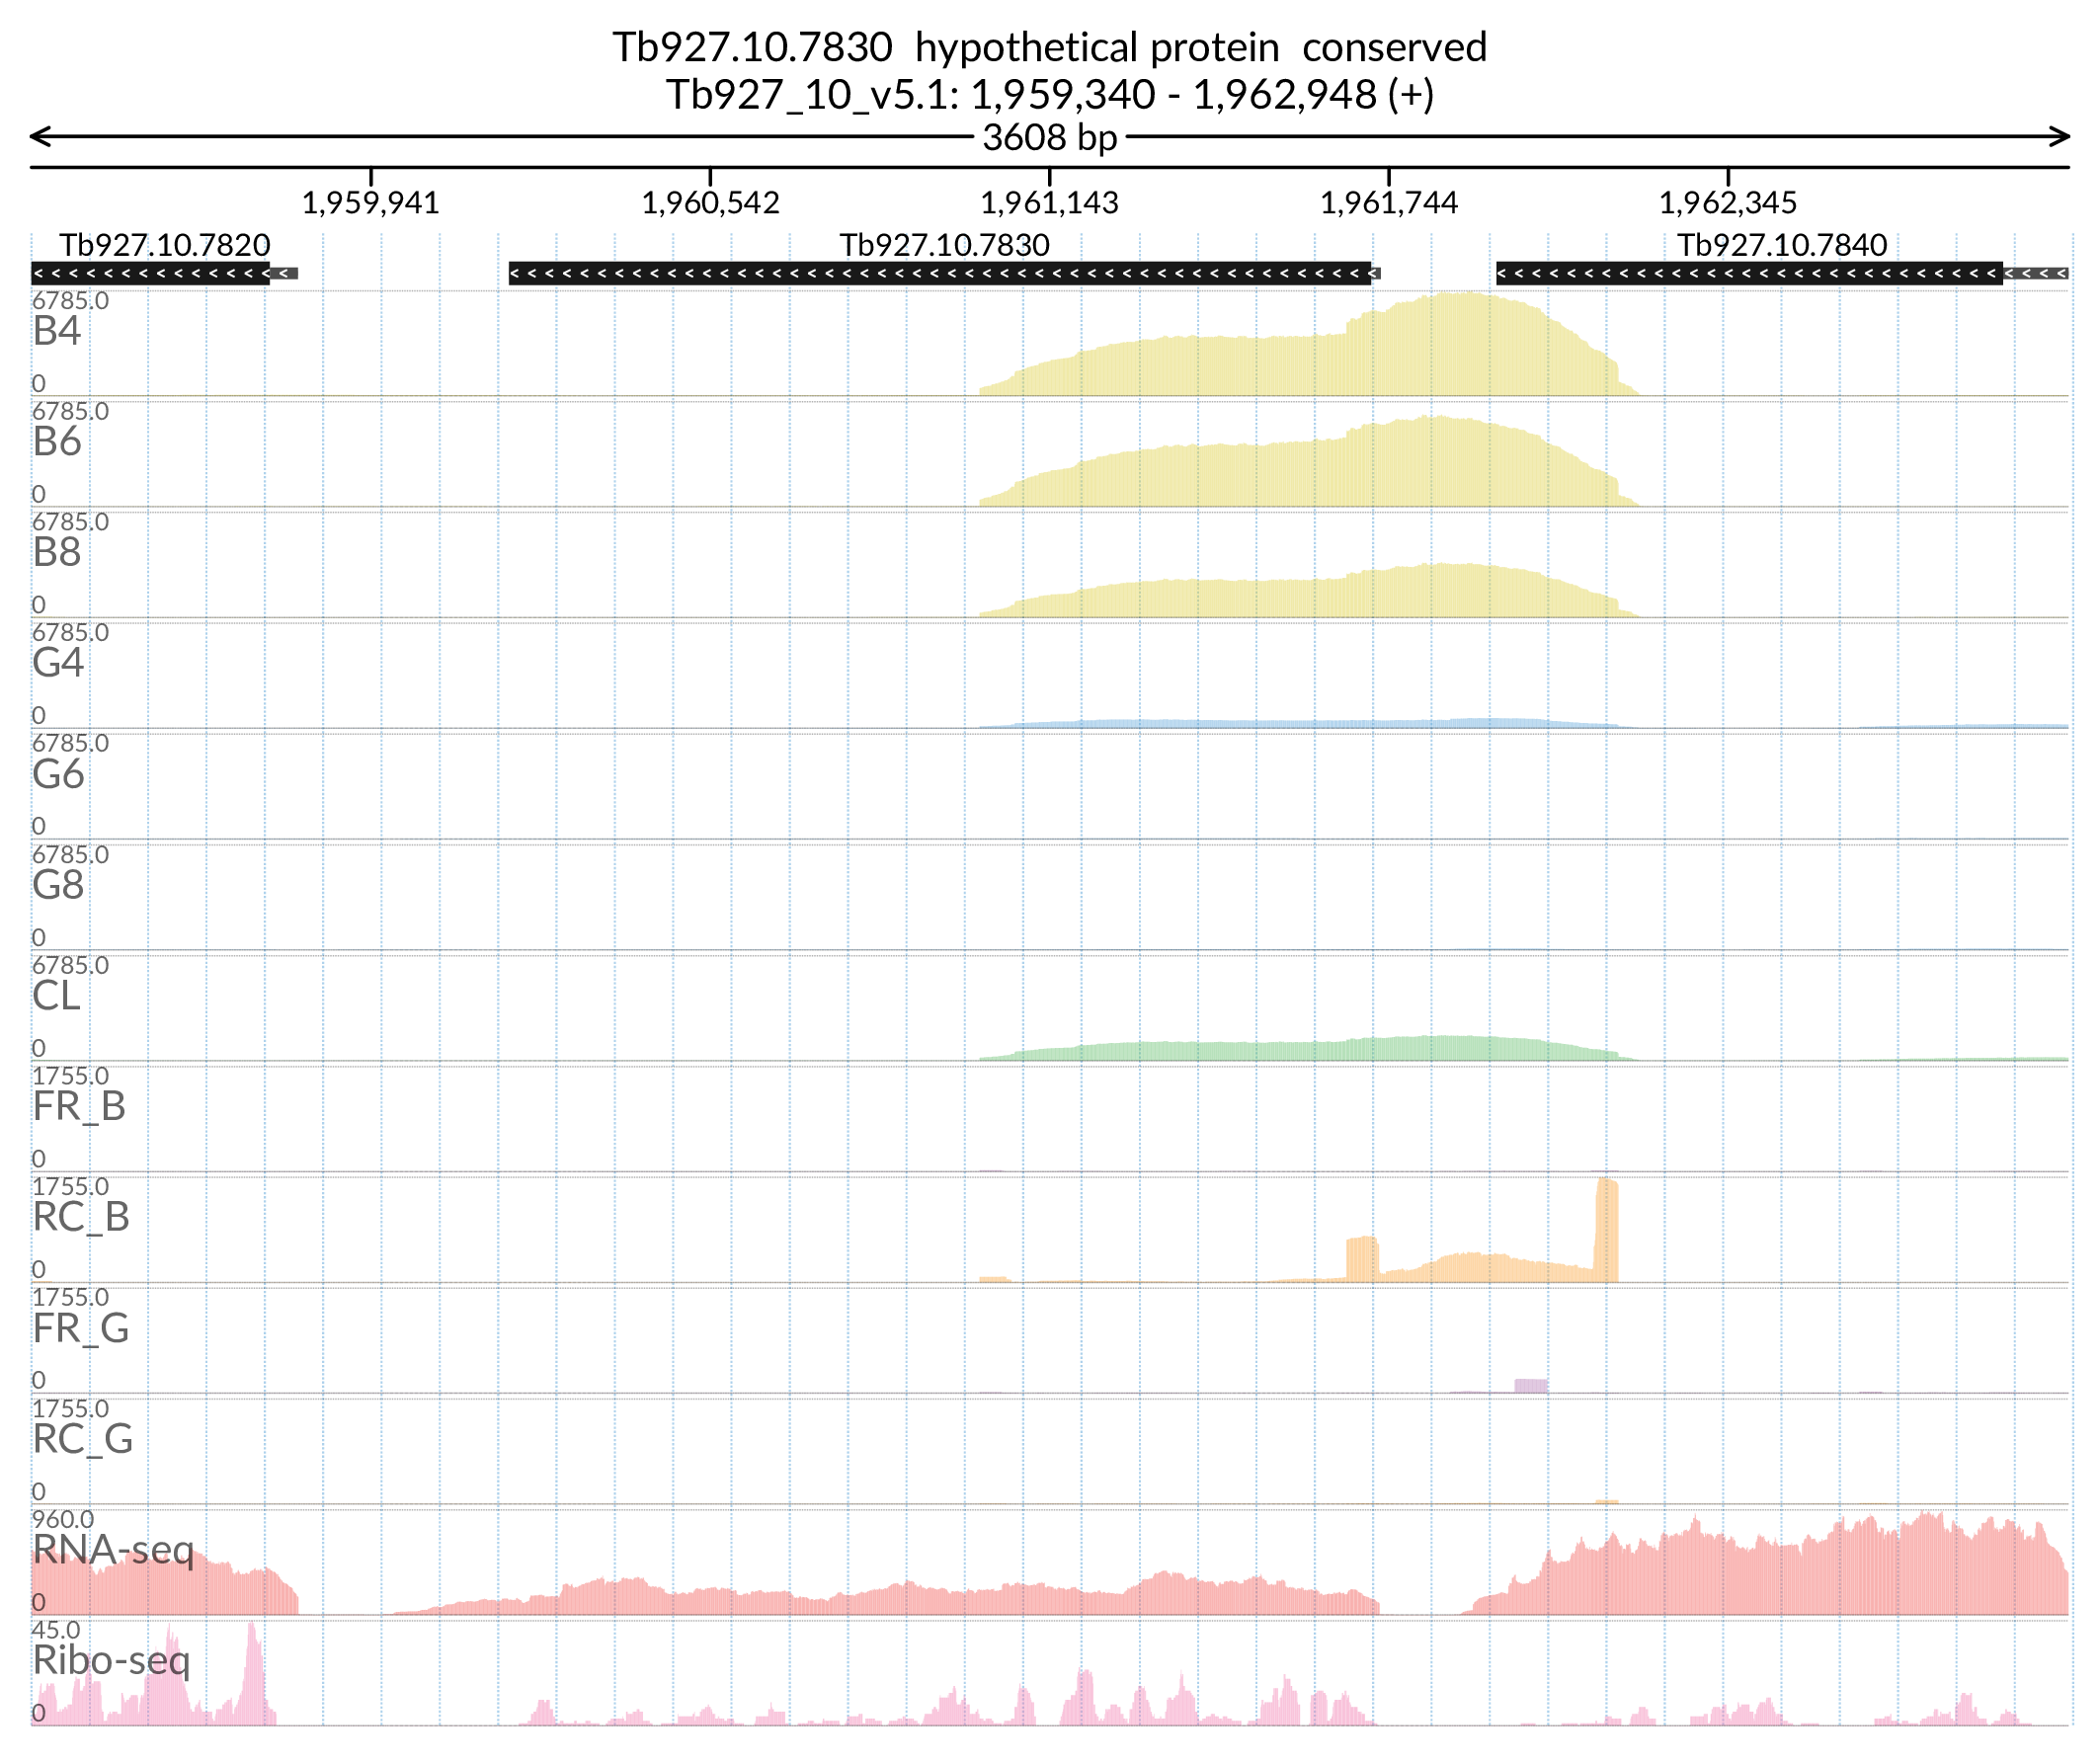 Tb927.10.7830  hypothetical protein  conserved
Tb927_10_v5.1: 1,959,340 - 1,962,948 (+)
3608 bp
1,959,941 1,960,542 1,961,143 1,961,744 1,962,345
Tb927.10.7820 Tb927.10.7830 Tb927.10.7840
6785.0
B4
0
6785.0
B6
0
6785.0
B8
0
6785.0
G4
0
6785.0
G6
0
6785.0
G8
0
6785.0
CL
0
1755.0
FR_B
0
1755.0
RC_B
0
1755.0
FR_G
0
1755.0
RC_G
0
960.0
RNA-seq
0
45.0
Ribo-seq
0